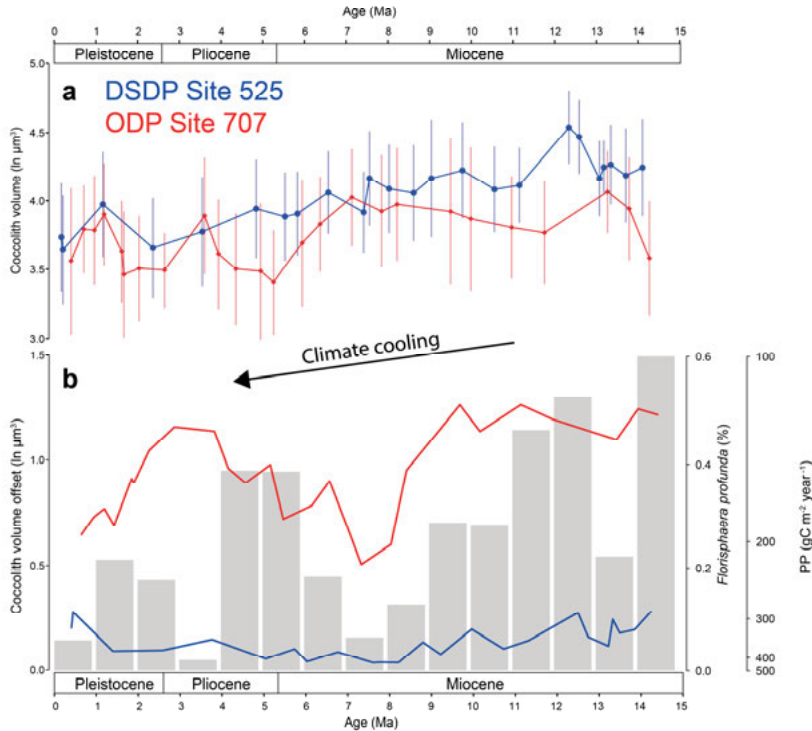 Age (Ma)
0 1 2 3 4 5 6 7 8 9 10 11 12 13 14 15
Pleistocene Pliocene Miocene
a DSDP Site 525
ODP Site 707
Coccolith volume (ln μm³)
5.0
4.5
4.0
3.5
3.0
Climate cooling
b
Coccolith volume offset (ln μm³)
1.5
1.0
0.5
0.0
0.6
0.4
0.2
0.0
Florisphaera profunda (%)
100
200
300
400
500
PP (gC m⁻² year⁻¹)
Pleistocene Pliocene Miocene
0 1 2 3 4 5 6 7 8 9 10 11 12 13 14 15
Age (Ma)